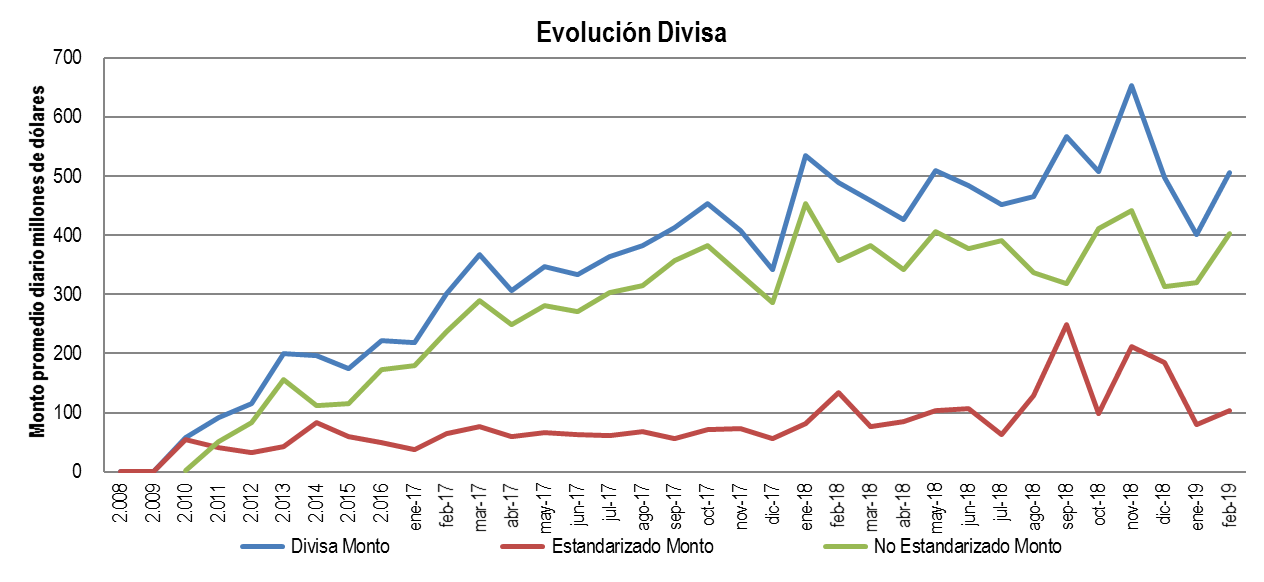 Evolución Divisa
Monto promedio diario millones de dólares
700
600
500
400
300
200
100
0
2.008
2.009
2.010
2.011
2.012
2.013
2.014
2.015
2.016
ene-17
feb-17
mar-17
abr-17
may-17
jun-17
jul-17
ago-17
sep-17
oct-17
nov-17
dic-17
ene-18
feb-18
mar-18
abr-18
may-18
jun-18
jul-18
ago-18
sep-18
oct-18
nov-18
dic-18
ene-19
feb-19
Divisa Monto
Estandarizado Monto
No Estandarizado Monto